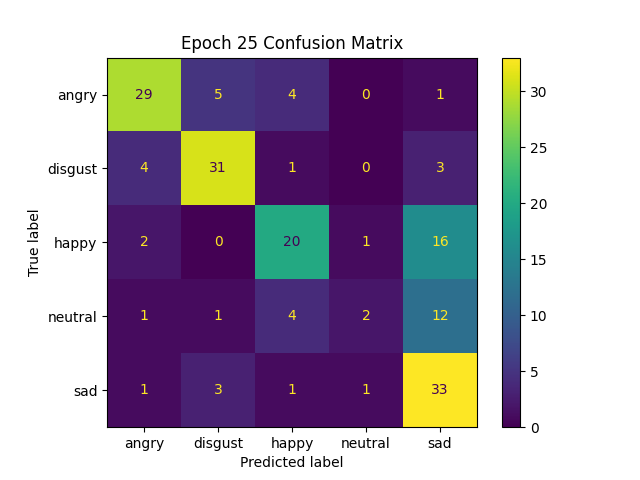 Epoch 25 Confusion Matrix
True label
angry 29 5 4 0 1
disgust 4 31 1 0 3
happy 2 0 20 1 16
neutral 1 1 4 2 12
sad 1 3 1 1 33
angry disgust happy neutral sad
Predicted label
30
25
20
15
10
5
0